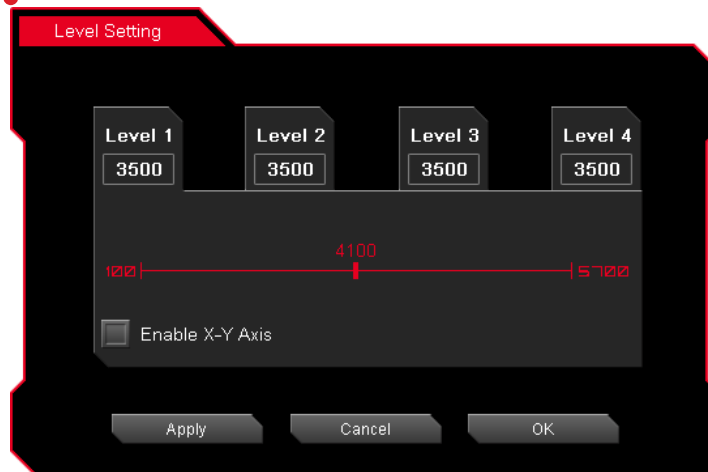 Level Setting
Level 1 Level 2 Level 3 Level 4
3500 3500 3500 3500
4100
100 5700
Enable X-Y Axis
Apply Cancel OK